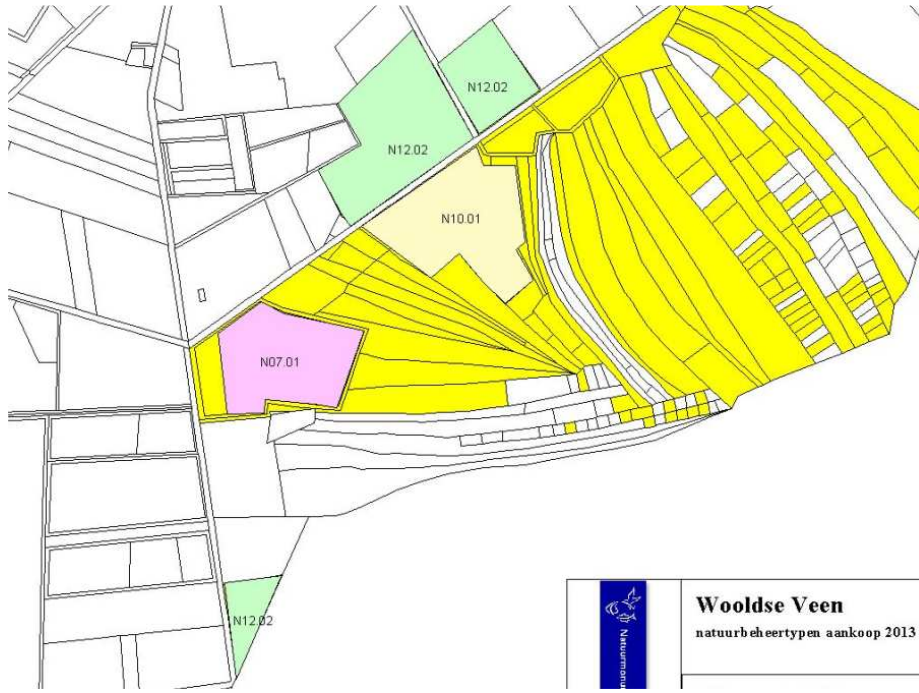 N12.02
N12.02
N10.01
N07.01
N12.02
Wooldse Veen
natuurbeheertypen aankoop 2013